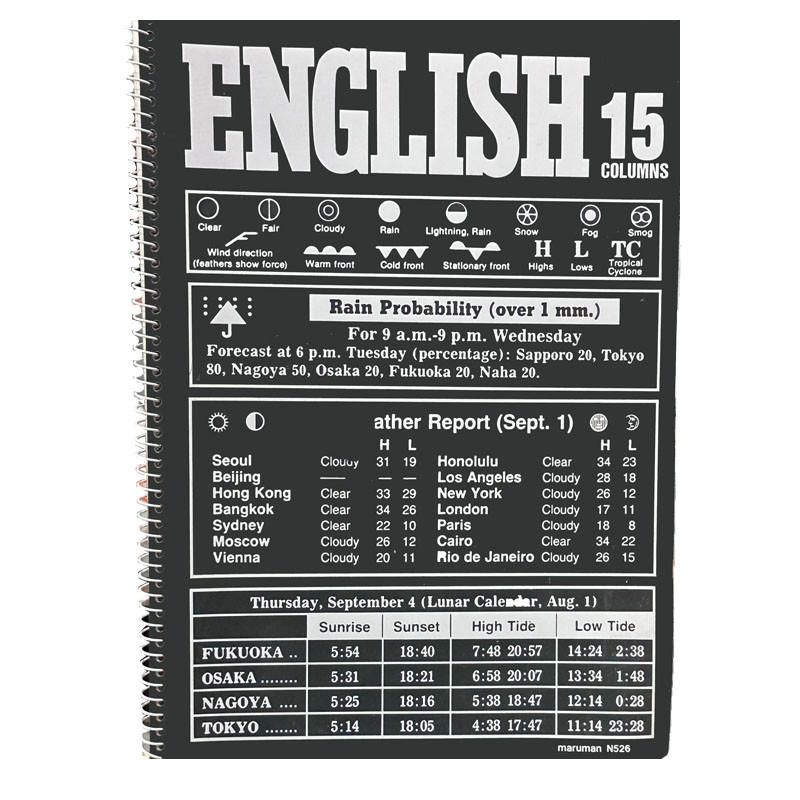 ENGLISH
15
COLUMNS
Clear Fair Cloudy Rain Lightning, Rain Snow Fog Smog
Wind direction
(feathers show force)
Warm front Cold front Stationary front
H Highs L Lows TC Tropical Cyclone
Rain Probability (over 1 mm.)
For 9 a.m.-9 p.m. Wednesday
Forecast at 6 p.m. Tuesday (percentage): Sapporo 20, Tokyo
80, Nagoya 50, Osaka 20, Fukuoka 20, Naha 20.
ather Report (Sept. 1)
H L H L
Seoul Cloudy 31 19 Honolulu Clear 34 23
Beijing — — — Los Angeles Cloudy 28 18
Hong Kong Clear 33 29 New York Cloudy 26 12
Bangkok Clear 34 26 London Cloudy 17 11
Sydney Clear 22 10 Paris Cloudy 18 8
Moscow Cloudy 26 12 Cairo Clear 34 22
Vienna Cloudy 20 11 Rio de Janeiro Cloudy 26 15
Thursday, September 4 (Lunar Calendar, Aug. 1)
Sunrise Sunset High Tide Low Tide
FUKUOKA .. 5:54 18:40 7:48 20:57 14:24 2:38
OSAKA ........ 5:31 18:21 6:58 20:07 13:34 1:48
NAGOYA .... 5:25 18:16 5:38 18:47 12:14 0:28
TOKYO ....... 5:14 18:05 4:38 17:47 11:14 23:28
maruman N526